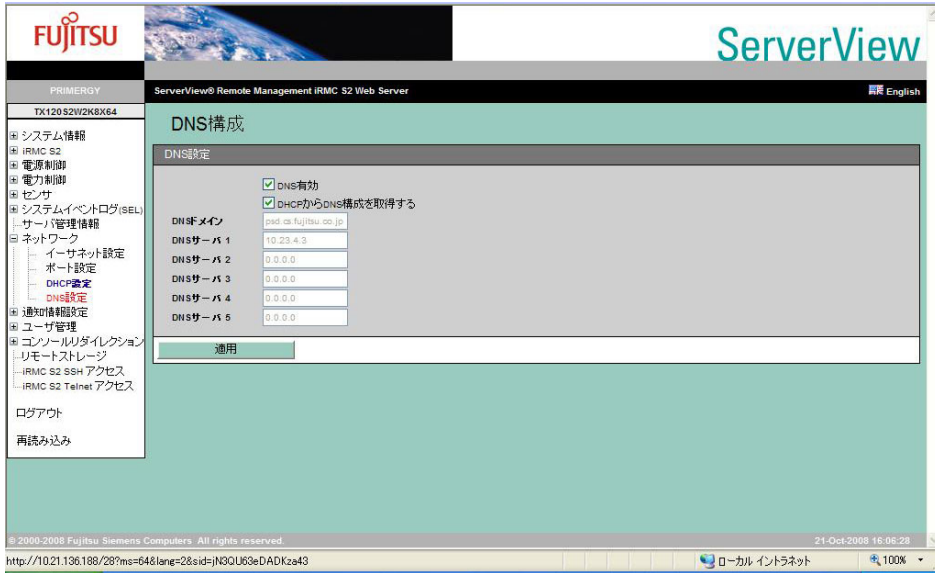 FUJITSU
ServerView
PRIMERGY
ServerView® Remote Management iRMC S2 Web Server
English
TX120S2W2K8X64
システム情報
iRMC S2
電源制御
電力制御
センサ
システムイベントログ(SEL)
サーバ管理情報
ネットワーク
イーサネット設定
ポート設定
DHCP設定
DNS設定
通知情報設定
ユーザ管理
コンソールリダイレクション
リモートストレージ
iRMC S2 SSH アクセス
iRMC S2 Telnet アクセス
ログアウト
再読み込み
DNS構成
DNS設定
DNS有効
DHCPからDNS構成を取得する
DNSドメイン psd.cs.fujitsu.co.jp
DNSサーバ 1 10.23.4.3
DNSサーバ 2 0.0.0.0
DNSサーバ 3 0.0.0.0
DNSサーバ 4 0.0.0.0
DNSサーバ 5 0.0.0.0
適用
© 2000-2008 Fujitsu Siemens Computers All rights reserved.
21-Oct-2008 16:06:28
http://10.21.136.188/28?ms=64&lang=2&sid=jN3QU63eDADKza43
ローカル イントラネット
100%